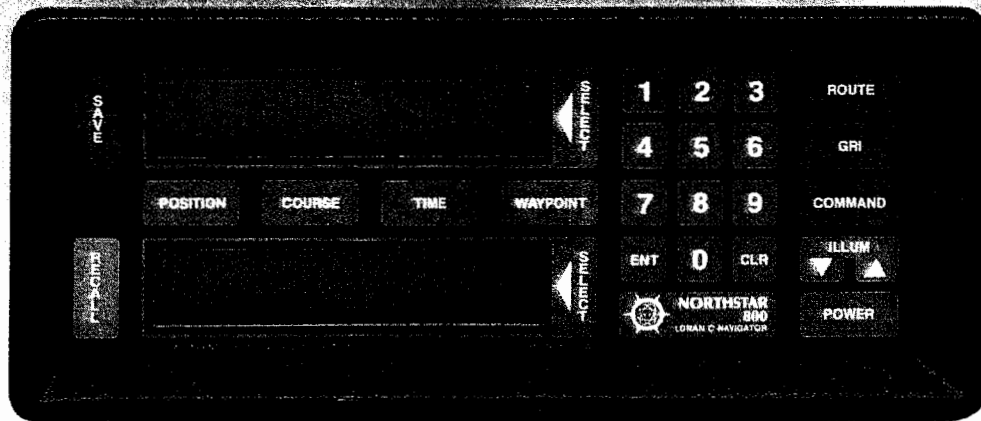 SAVE
SELECT
1 2 3
ROUTE
4 5 6
GRI
POSITION
COURSE
TIME
WAYPOINT
7 8 9
COMMAND
RECALL
SELECT
ENT 0 CLR
ILLUM
NORTHSTAR
800
LORAN C NAVIGATOR
POWER